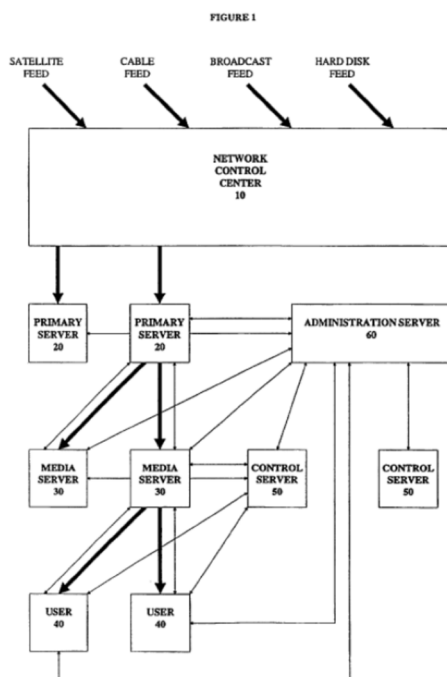 FIGURE 1
SATELLITE
FEED
CABLE
FEED
BROADCAST
FEED
HARD DISK
FEED
NETWORK
CONTROL
CENTER
10
PRIMARY
SERVER
20
PRIMARY
SERVER
20
ADMINISTRATION SERVER
60
MEDIA
SERVER
30
MEDIA
SERVER
30
CONTROL
SERVER
50
CONTROL
SERVER
50
USER
40
USER
40